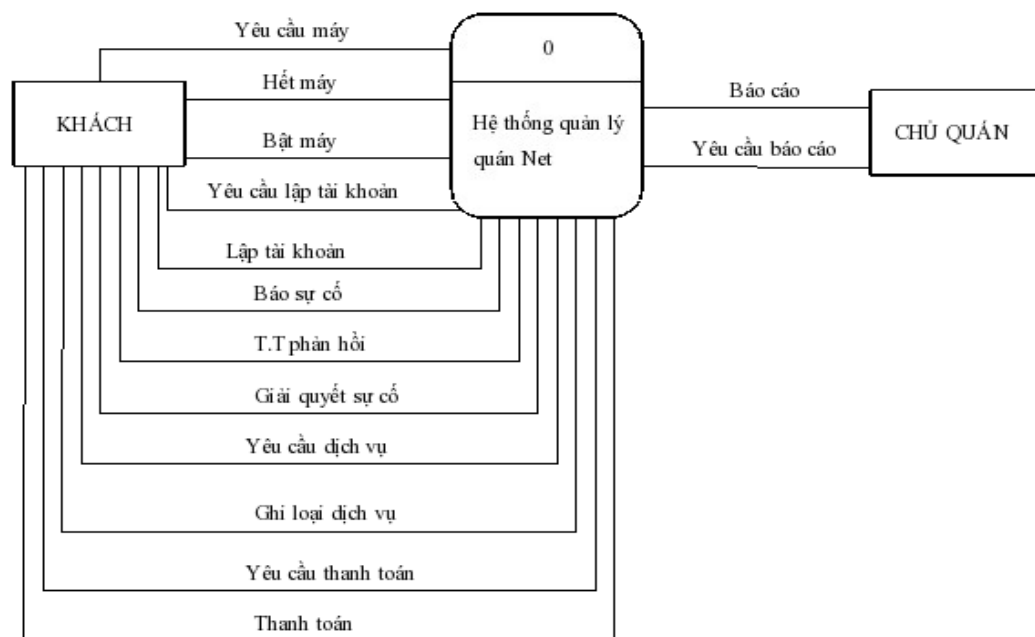 Yêu cầu máy
0
Hết máy
Báo cáo
KHÁCH
Hệ thống quản lý
quán Net
CHỦ QUÁN
Bật máy
Yêu cầu báo cáo
Yêu cầu lập tài khoản
Lập tài khoản
Báo sự cố
T.T phản hồi
Giải quyết sự cố
Yêu cầu dịch vụ
Ghi loại dịch vụ
Yêu cầu thanh toán
Thanh toán